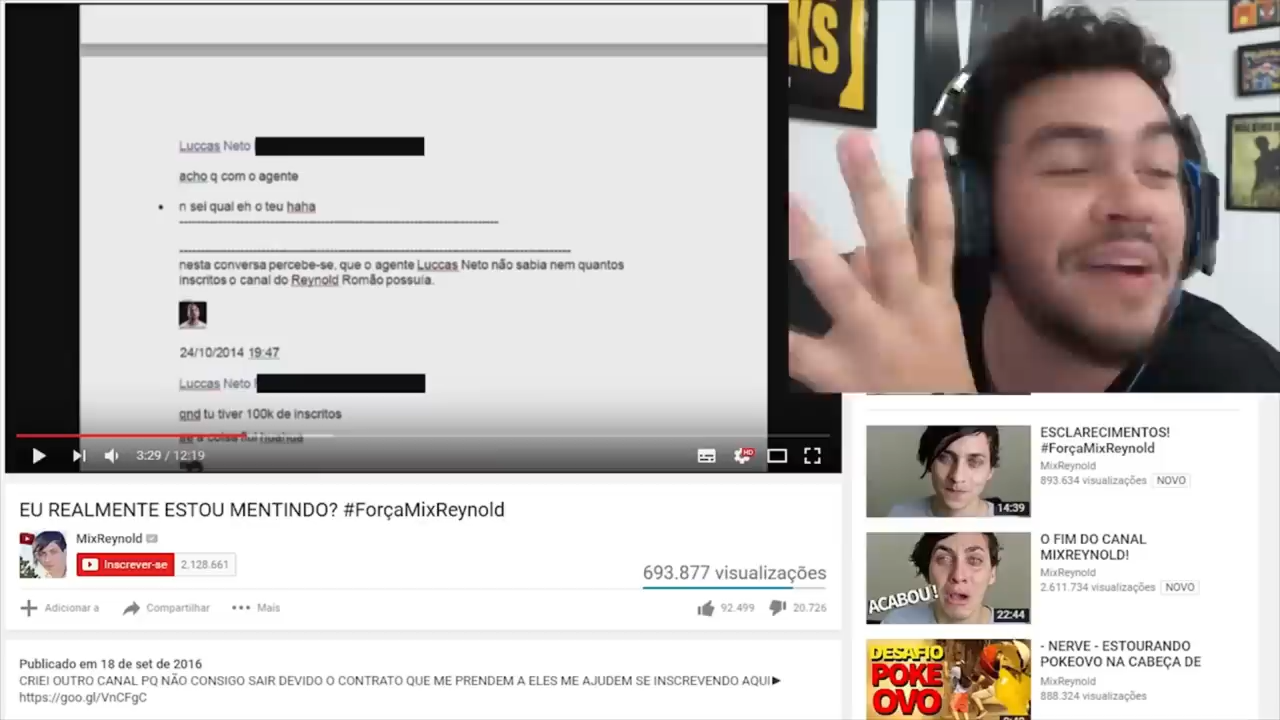 Luccas Neto
acho q com o agente
n sei qual eh o teu haha
nesta conversa percebe-se, que o agente Luccas Neto não sabia nem quantos
inscritos o canal do Reynold Romão possuía.
24/10/2014 19:47
Luccas Neto
qnd tu tiver 100k de inscritos
3:29 / 12:19
HD
EU REALMENTE ESTOU MENTINDO? #ForçaMixReynold
MixReynold
Inscrever-se 2.128.661
693.877 visualizações
Adicionar a Compartilhar Mais
92.499 20.726
Publicado em 18 de set de 2016
CRIEI OUTRO CANAL PQ NÃO CONSIGO SAIR DEVIDO O CONTRATO QUE ME PRENDEM A ELES ME AJUDEM SE INSCREVENDO AQUI►
https://goo.gl/VnCFgC
ESCLARECIMENTOS!
#ForçaMixReynold
MixReynold
893.634 visualizações NOVO
14:39
O FIM DO CANAL
MIXREYNOLD!
MixReynold
2.611.734 visualizações NOVO
ACABOU!
22:44
- NERVE - ESTOURANDO
POKEOVO NA CABEÇA DE
MixReynold
888.324 visualizações
DESAFIO
POKE
OVO